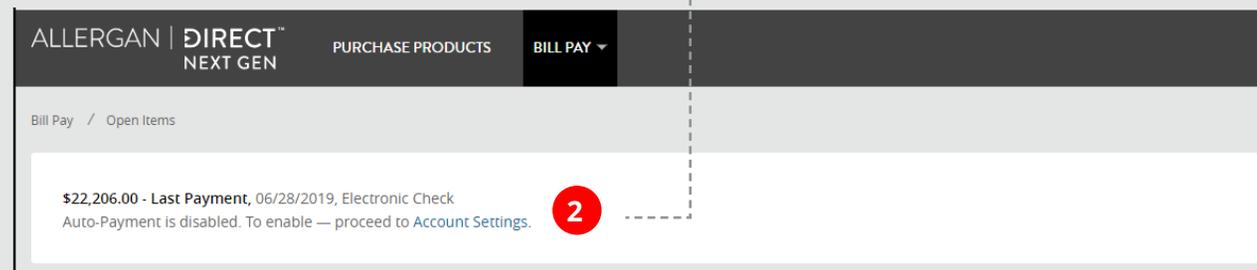 ALLERGAN | DIRECT™
NEXT GEN
PURCHASE PRODUCTS
BILL PAY
Bill Pay / Open Items
$22,206.00 - Last Payment, 06/28/2019, Electronic Check
Auto-Payment is disabled. To enable — proceed to Account Settings.
2